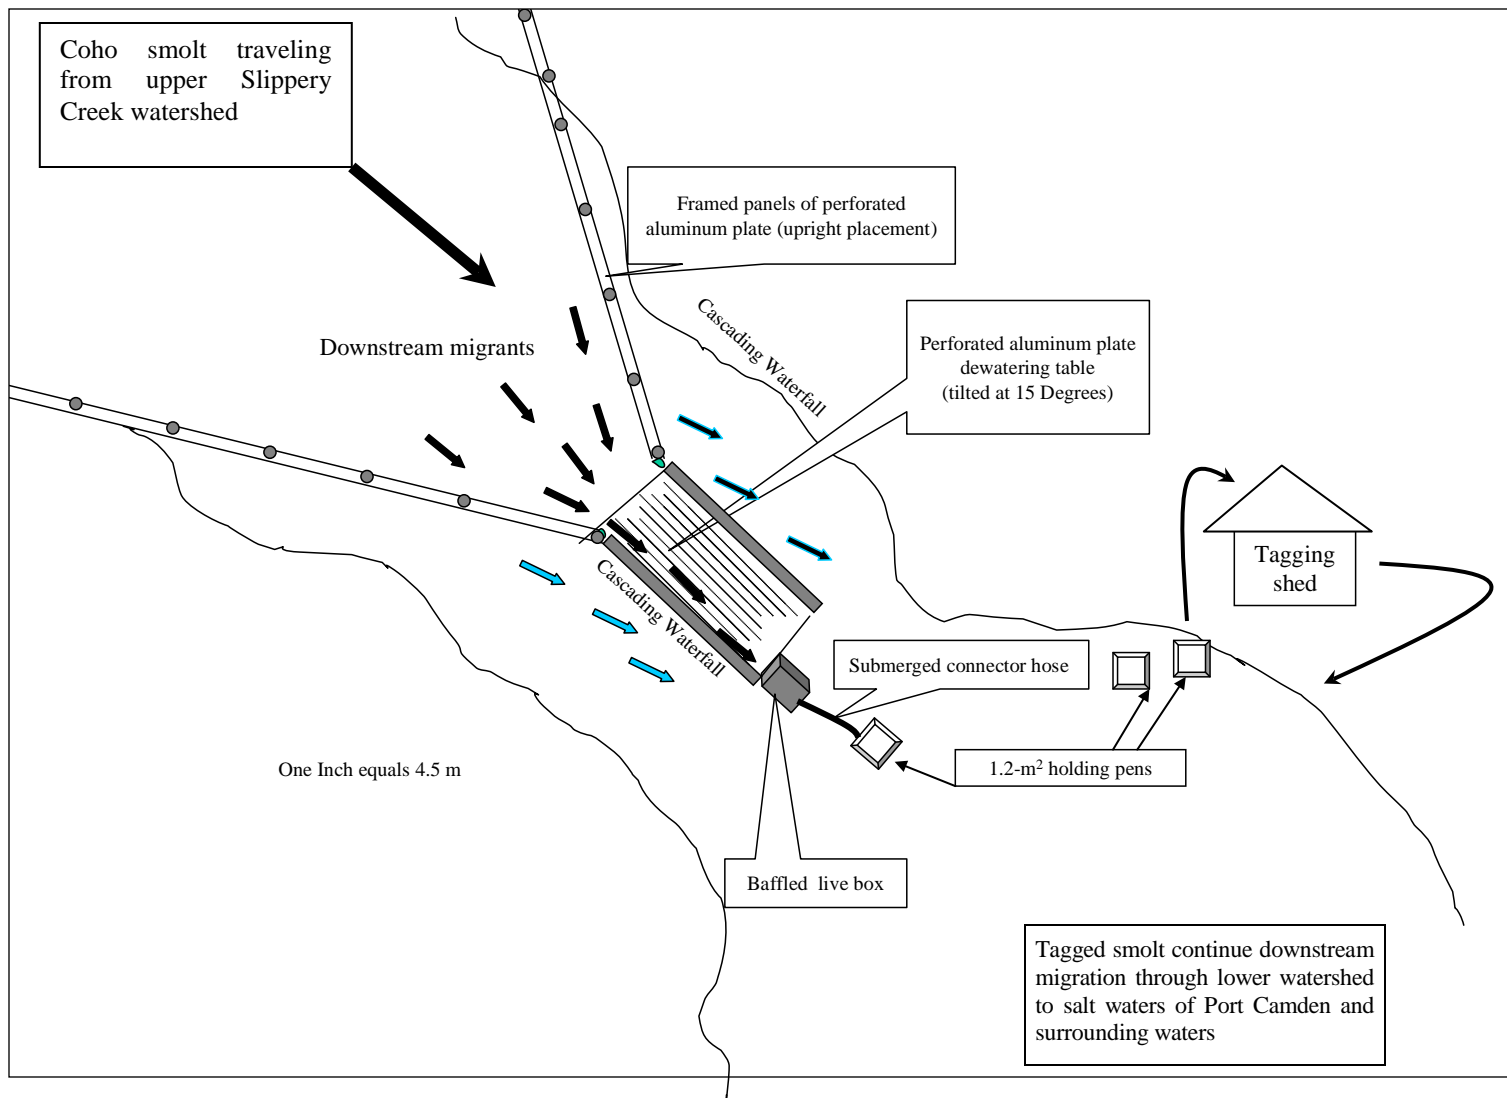 Coho smolt traveling
from upper Slippery
Creek watershed
Framed panels of perforated
aluminum plate (upright placement)
Downstream migrants
Cascading Waterfall
Perforated aluminum plate
dewatering table
(tilted at 15 Degrees)
Tagging
shed
Cascading Waterfall
Submerged connector hose
One Inch equals 4.5 m
1.2-m² holding pens
Baffled live box
Tagged smolt continue downstream
migration through lower watershed
to salt waters of Port Camden and
surrounding waters